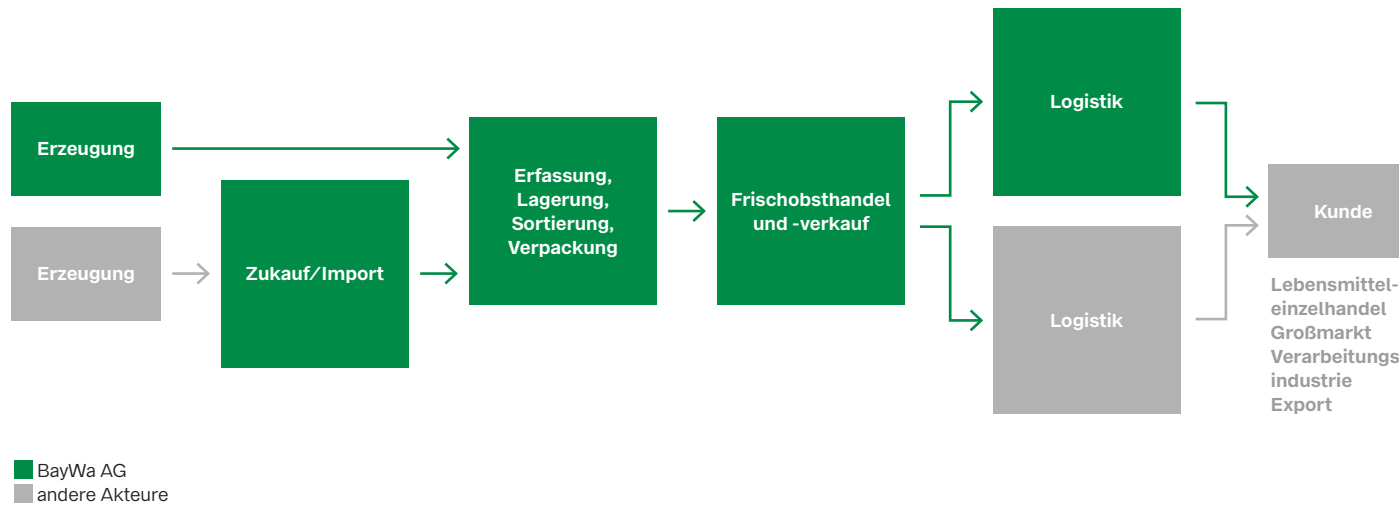 Erzeugung
Erzeugung
Zukauf/Import
Erfassung,
Lagerung,
Sortierung,
Verpackung
Frischobsthandel
und -verkauf
Logistik
Logistik
Kunde
Lebensmittel-
einzelhandel
Großmarkt
Verarbeitungs
industrie
Export
BayWa AG
andere Akteure